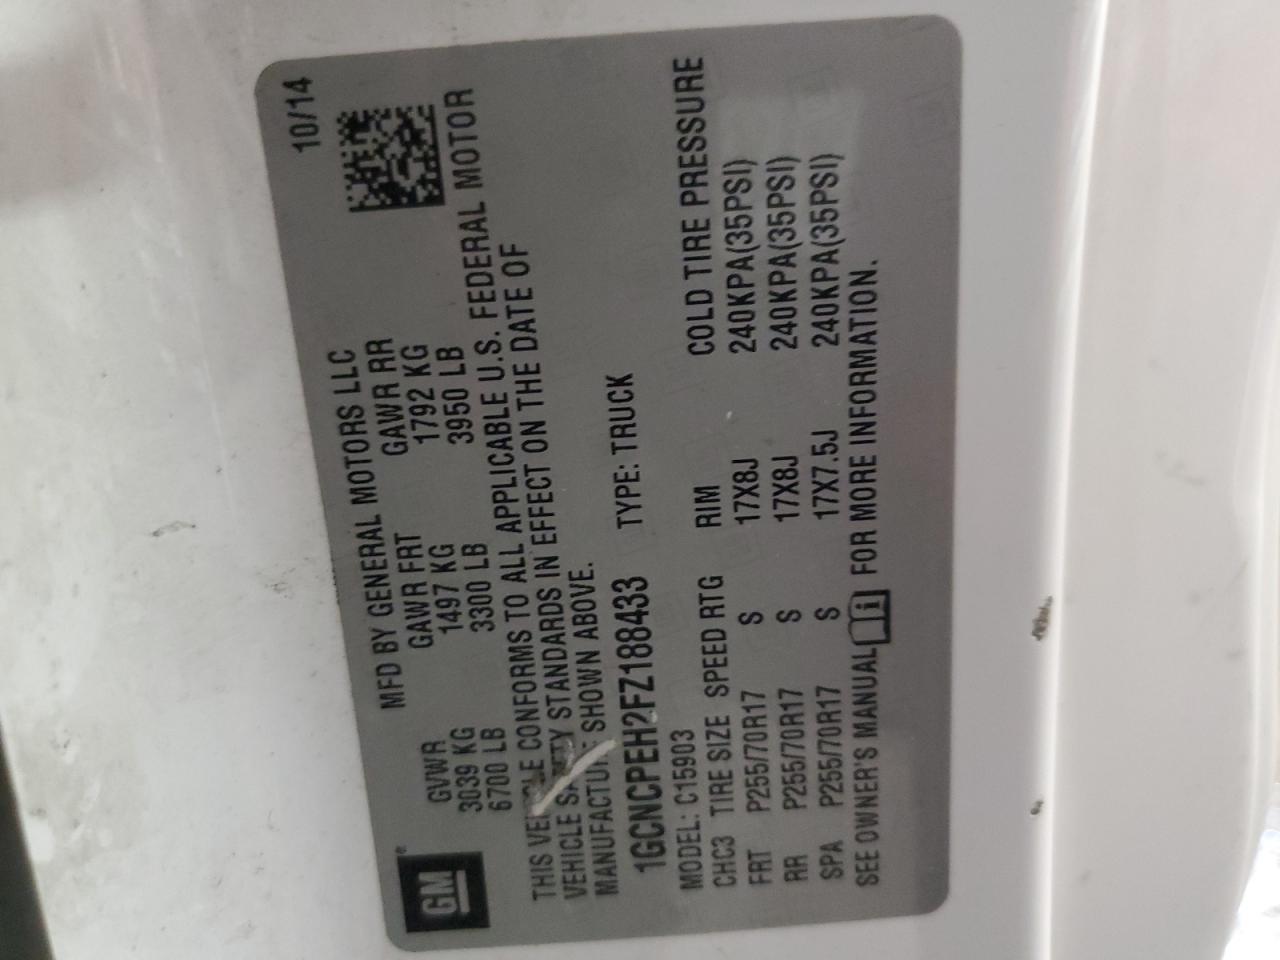 10/14
MFD BY GENERAL MOTORS LLC
GM
GVWR GAWR FRT GAWR RR
3039 KG 1497 KG 1792 KG
6700 LB 3300 LB 3950 LB
THIS VEHICLE CONFORMS TO ALL APPLICABLE U.S. FEDERAL MOTOR
VEHICLE SAFETY STANDARDS IN EFFECT ON THE DATE OF
MANUFACTURE SHOWN ABOVE.
1GCNCPEH2FZ188433 TYPE: TRUCK
MODEL: C15903
CHC3 TIRE SIZE SPEED RTG RIM COLD TIRE PRESSURE
FRT P255/70R17 S 17X8J 240KPA(35PSI)
RR P255/70R17 S 17X8J 240KPA(35PSI)
SPA P255/70R17 S 17X7.5J 240KPA(35PSI)
SEE OWNER'S MANUAL i FOR MORE INFORMATION.